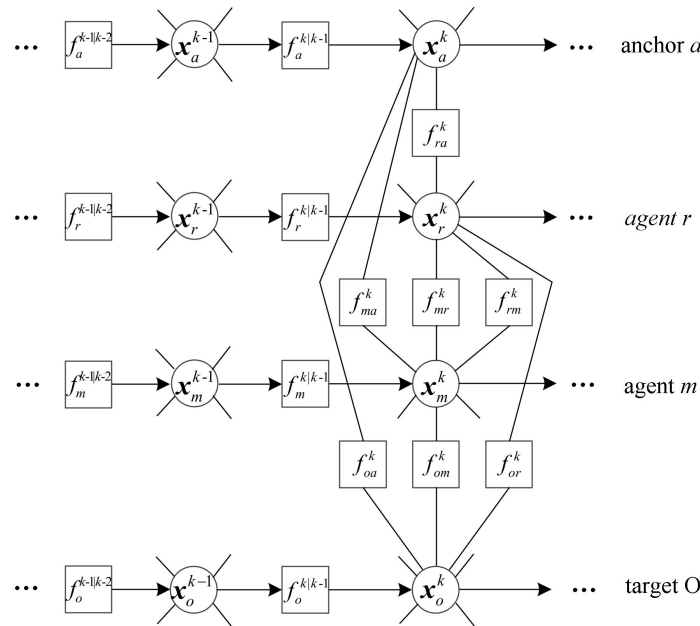 ... f_a^{k-1|k-2} x_a^{k-1} f_a^{k|k-1} x_a^k ... anchor a
f_{ra}^k
... f_r^{k-1|k-2} x_r^{k-1} f_r^{k|k-1} x_r^k ... agent r
f_{ma}^k f_{mr}^k f_{rm}^k
... f_m^{k-1|k-2} x_m^{k-1} f_m^{k|k-1} x_m^k ... agent m
f_{oa}^k f_{om}^k f_{or}^k
... f_o^{k-1|k-2} x_o^{k-1} f_o^{k|k-1} x_o^k ... target O